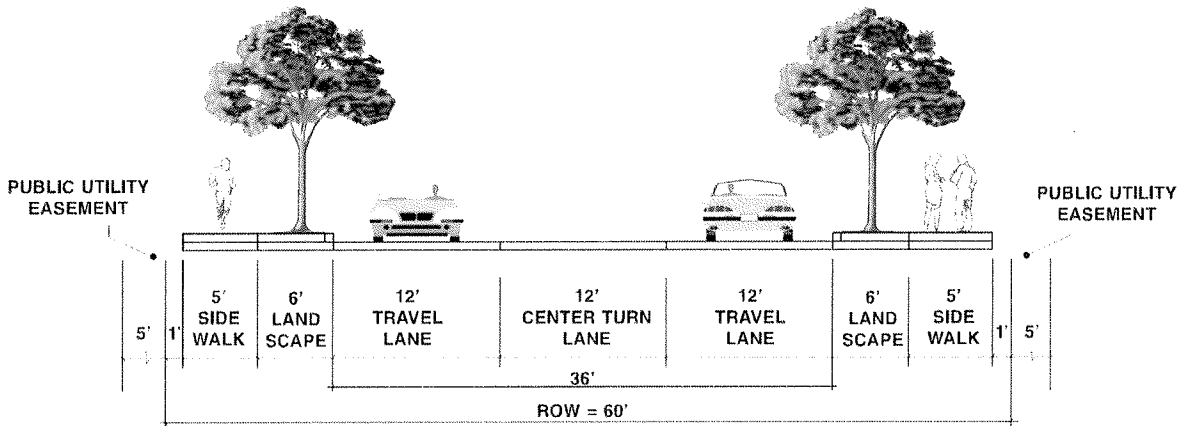 PUBLIC UTILITY
EASEMENT
PUBLIC UTILITY
EASEMENT
5'
1'
5'
SIDE
WALK
6'
LAND
SCAPE
12'
TRAVEL
LANE
12'
CENTER TURN
LANE
12'
TRAVEL
LANE
6'
LAND
SCAPE
5'
SIDE
WALK
1'
5'
36'
ROW = 60'